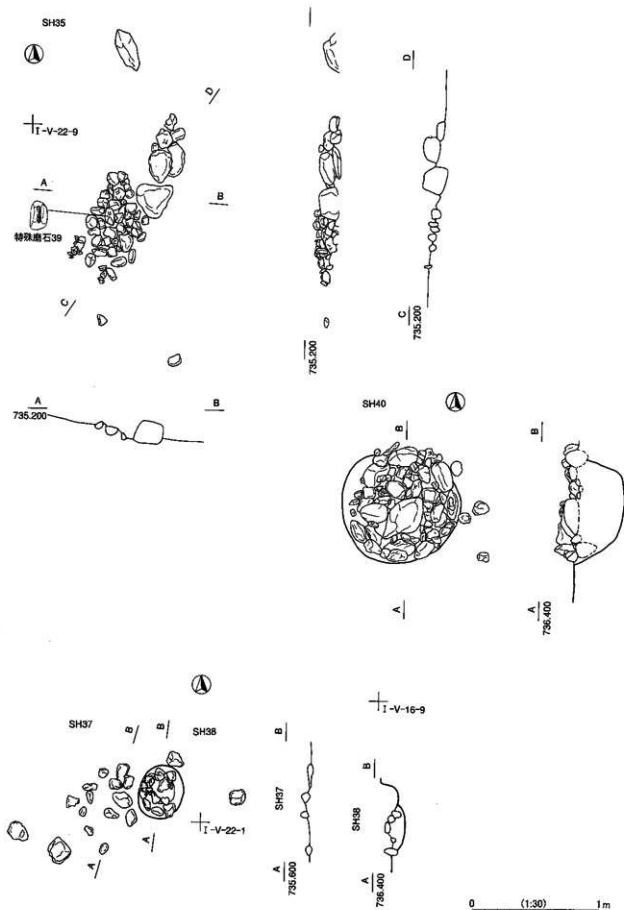 SH35
D
I-V-22-9
A
B
特殊磨石39
C
735.200
D
C
735.200
A
735.200
B
SH40
B
A
B
A
736.400
SH37
B
B
SH38
I-V-22-1
A
A
B
SH37
A
735.600
I-V-16-9
B
SH38
A
736.400
0
(1:30)
1m